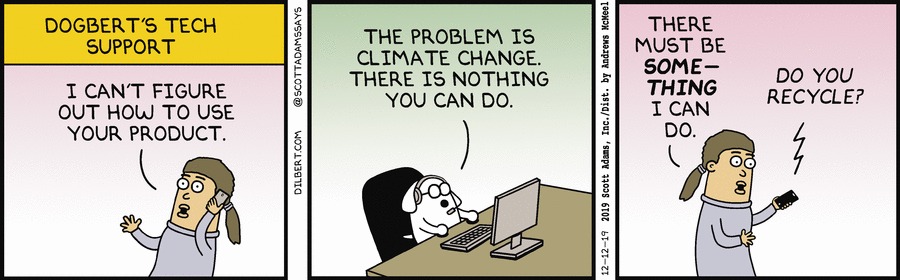 DOGBERT'S TECH
SUPPORT
I CAN'T FIGURE
OUT HOW TO USE
YOUR PRODUCT.
DILBERT.COM @SCOTTADAMSSAYS
THE PROBLEM IS
CLIMATE CHANGE.
THERE IS NOTHING
YOU CAN DO.
12-12-19 2019 Scott Adams, Inc./Dist. by Andrews McMeel
THERE
MUST BE
SOME–
THING
I CAN
DO.
DO YOU
RECYCLE?